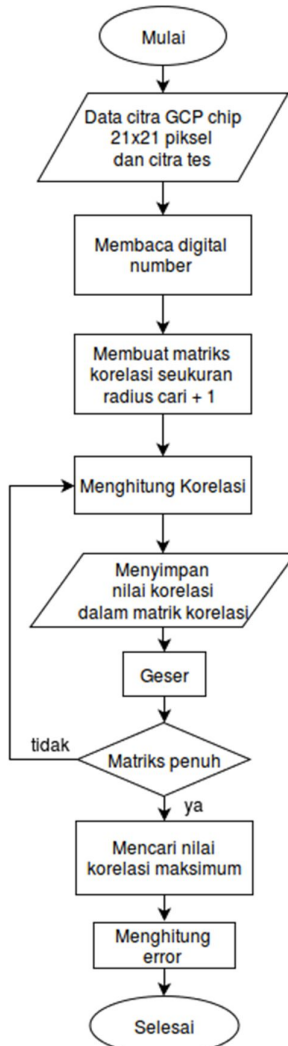 Mulai
Data citra GCP chip
21x21 piksel
dan citra tes
Membaca digital
number
Membuat matriks
korelasi seukuran
radius cari + 1
Menghitung Korelasi
Menyimpan
nilai korelasi
dalam matrik korelasi
Geser
tidak
Matriks penuh
ya
Mencari nilai
korelasi maksimum
Menghitung
error
Selesai